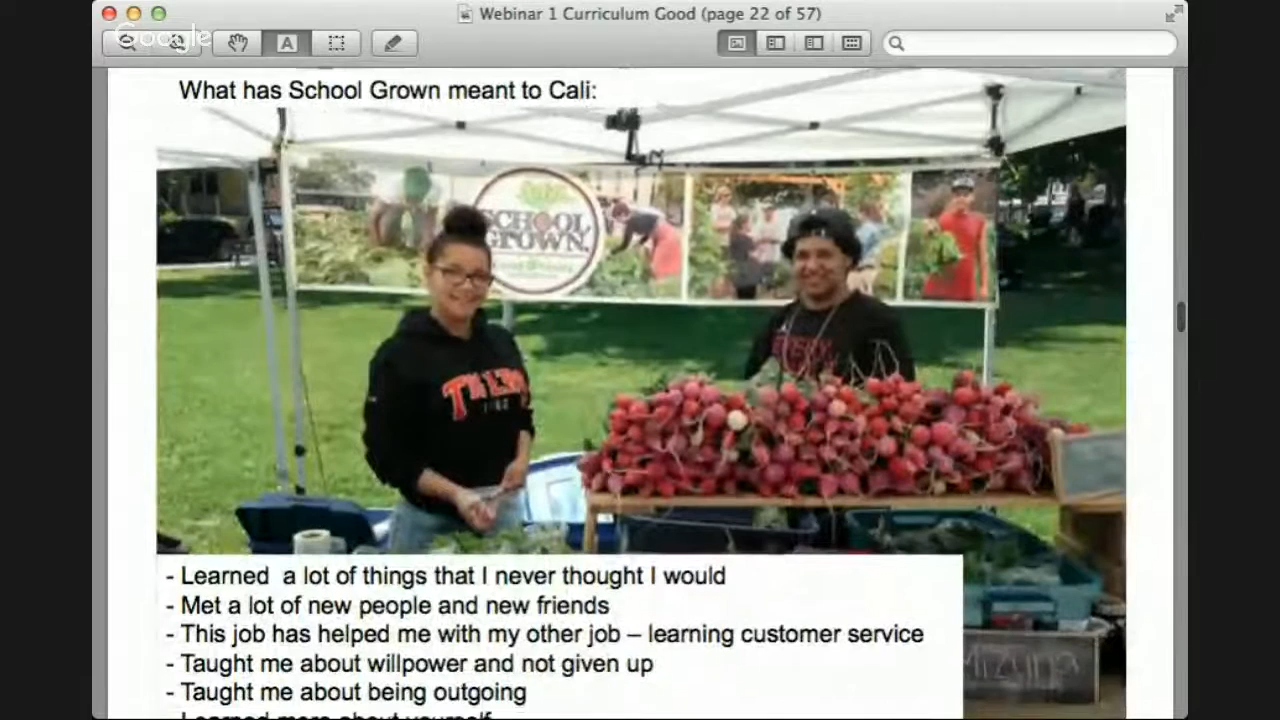 Webinar 1 Curriculum Good (page 22 of 57)
Google
A
What has School Grown meant to Cali:
SCHOOL
GROWN
- Learned  a lot of things that I never thought I would
- Met a lot of new people and new friends
- This job has helped me with my other job – learning customer service
- Taught me about willpower and not given up
- Taught me about being outgoing
- Learned more about yourself